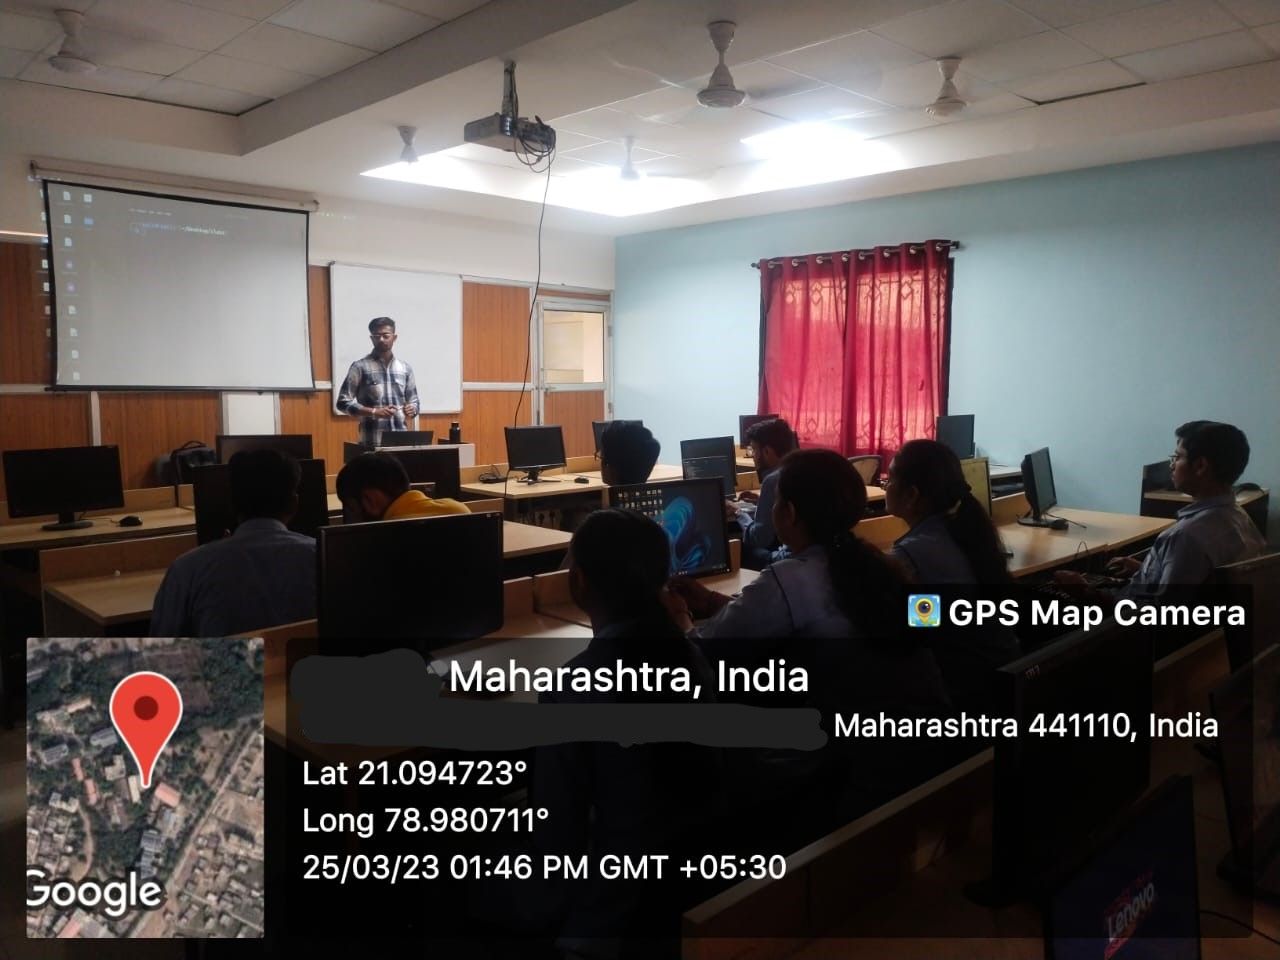 GPS Map Camera
Maharashtra, India
Maharashtra 441110, India
Lat 21.094723°
Long 78.980711°
25/03/23 01:46 PM GMT +05:30
Google
Lenovo